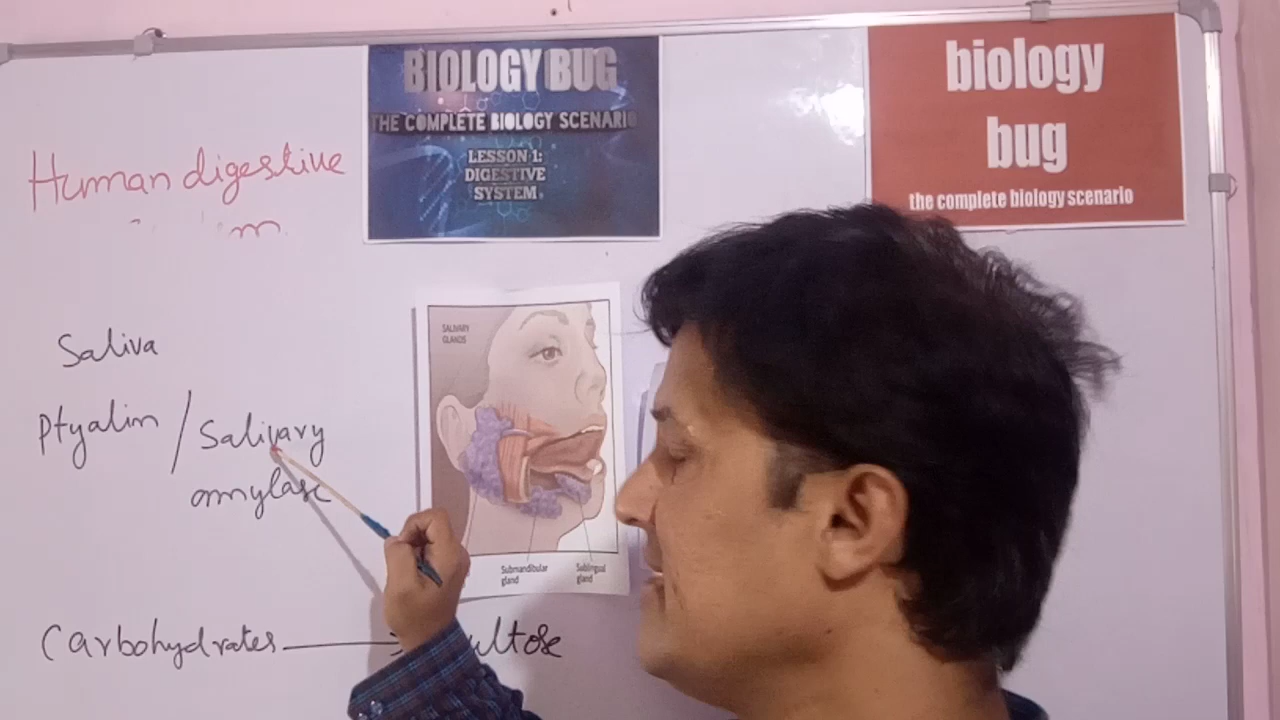 Human digestive
BIOLOGY BUG
THE COMPLETE BIOLOGY SCENARIO
LESSON 1:
DIGESTIVE
SYSTEM
biology
bug
the complete biology scenario
Saliva
Ptyalin / Salivary
amylase
SALIVARY
GLANDS
Submandibular
gland
Sublingual
gland
Carbohydrates